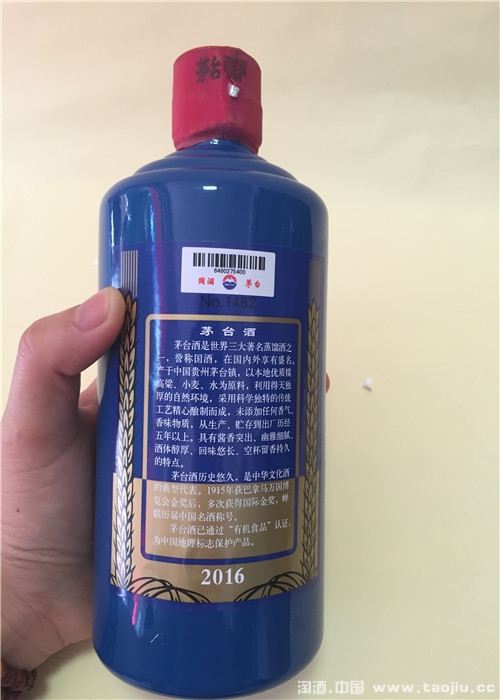 茅台
6480275400
国酒 茅台
No.1482
茅台酒
茅台酒是世界三大著名蒸馏酒之
一，誉称国酒，在国内外享有盛名，
产于中国贵州茅台镇，以本地优质糯
高粱、小麦、水为原料，利用得天独
厚的自然环境，采用科学独特的传统
工艺精心酿制而成，未添加任何香气、
香味物质，从生产、贮存到出厂历经
五年以上。具有酱香突出、幽雅细腻、
酒体醇厚、回味悠长、空杯留香持久
的特点。
茅台酒历史悠久，是中华文化酒
的典型代表。1915年获巴拿马万国博
览会金奖后，多次获得国际金奖，蝉
联历届中国名酒称号。
茅台酒已通过“有机食品”认证，
为中国地理标志保护产品。
2016
淘酒.中国 www.taojiu.cc